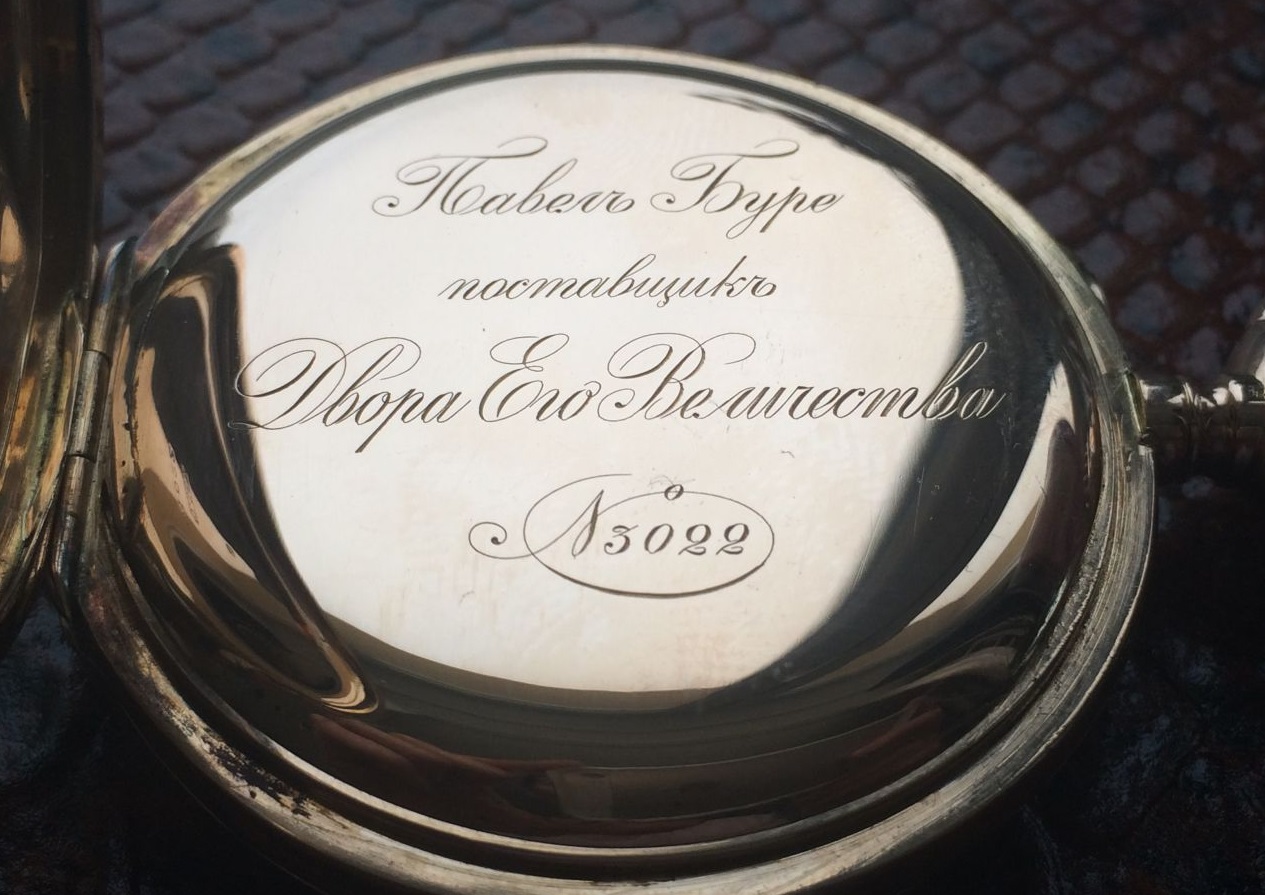 Павелъ Буре
поставщикъ
Двора Его Величества
№ 3022